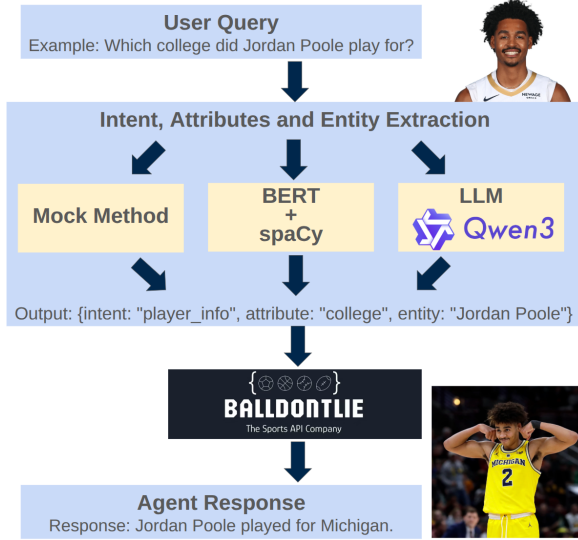 User Query
Example: Which college did Jordan Poole play for?
Intent, Attributes and Entity Extraction
Mock Method
BERT
+
spaCy
LLM
Qwen3
Output: {intent: "player_info", attribute: "college", entity: "Jordan Poole"}
BALLDONTLIE
The Sports API Company
MICHIGAN
2
Agent Response
Response: Jordan Poole played for Michigan.